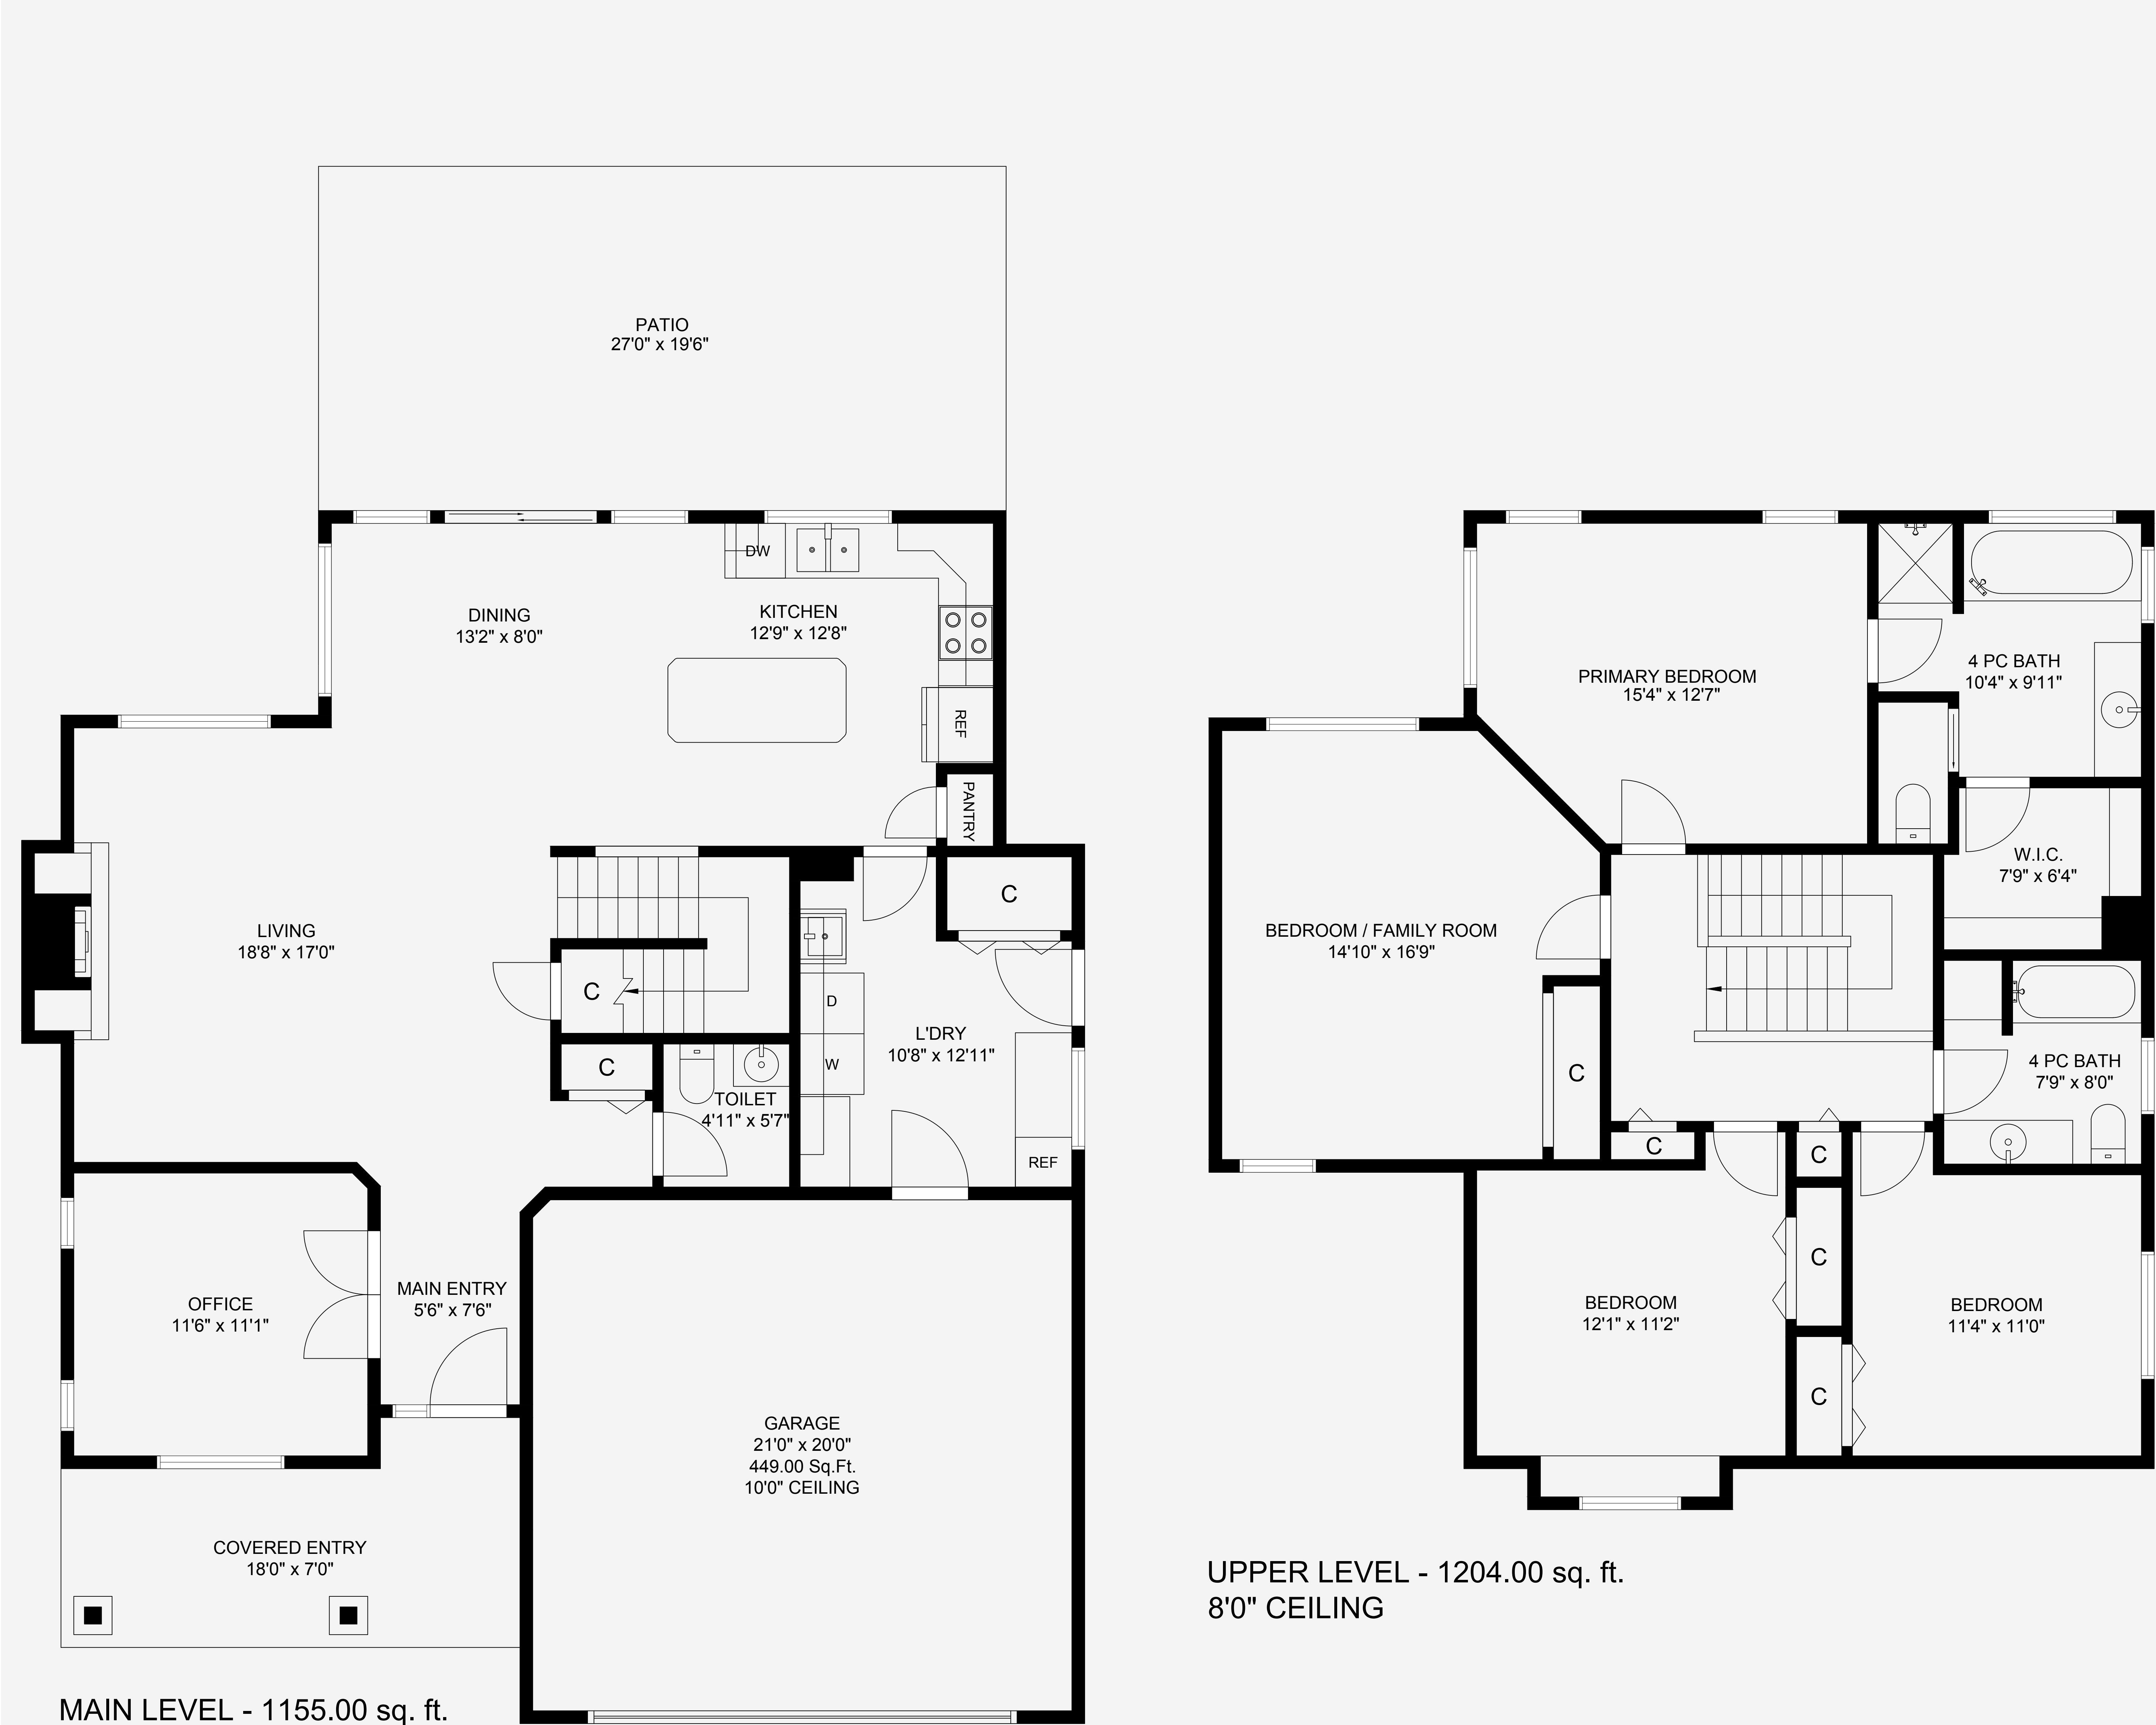 PATIO
27'0" x 19'6"
DW
DINING
13'2" x 8'0"
KITCHEN
12'9" x 12'8"
REF
PANTRY
C
LIVING
18'8" x 17'0"
C
D
L'DRY
10'8" x 12'11"
W
C
TOILET
4'11" x 5'7"
REF
OFFICE
11'6" x 11'1"
MAIN ENTRY
5'6" x 7'6"
GARAGE
21'0" x 20'0"
449.00 Sq.Ft.
10'0" CEILING
COVERED ENTRY
18'0" x 7'0"
MAIN LEVEL - 1155.00 sq. ft.
PRIMARY BEDROOM
15'4" x 12'7"
4 PC BATH
10'4" x 9'11"
W.I.C.
7'9" x 6'4"
BEDROOM / FAMILY ROOM
14'10" x 16'9"
C
4 PC BATH
7'9" x 8'0"
C
C
C
BEDROOM
12'1" x 11'2"
BEDROOM
11'4" x 11'0"
C
UPPER LEVEL - 1204.00 sq. ft.
8'0" CEILING